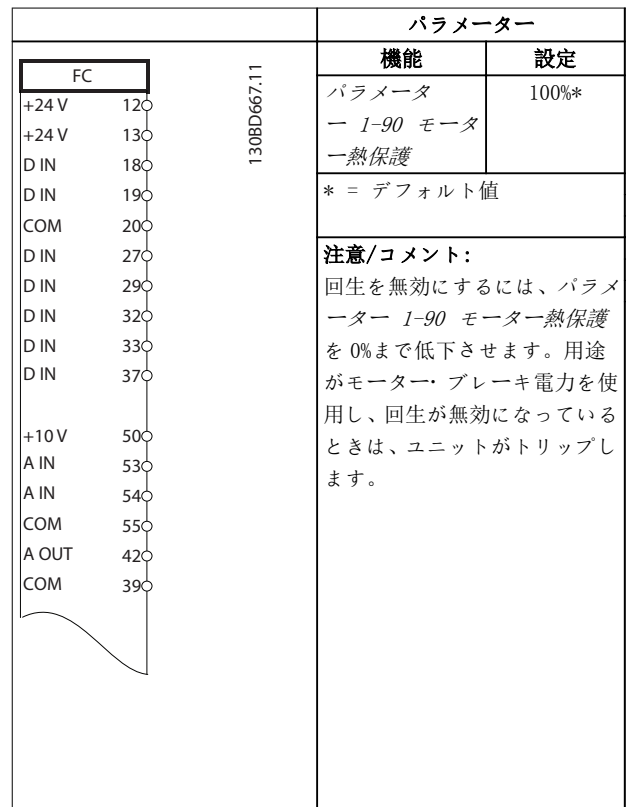 パラメーター
機能 設定
パラメータ
ー 1-90 モータ
ー熱保護
100%*
* = デフォルト値
注意/コメント:
回生を無効にするには、パラメ
ーター 1-90 モーター熱保護
を 0%まで低下させます。用途
がモーター・ブレーキ電力を使
用し、回生が無効になっている
ときは、ユニットがトリップし
ます。
FC
+24 V 12
+24 V 13
D IN 18
D IN 19
COM 20
D IN 27
D IN 29
D IN 32
D IN 33
D IN 37
+10 V 50
A IN 53
A IN 54
COM 55
A OUT 42
COM 39
130BD667.11